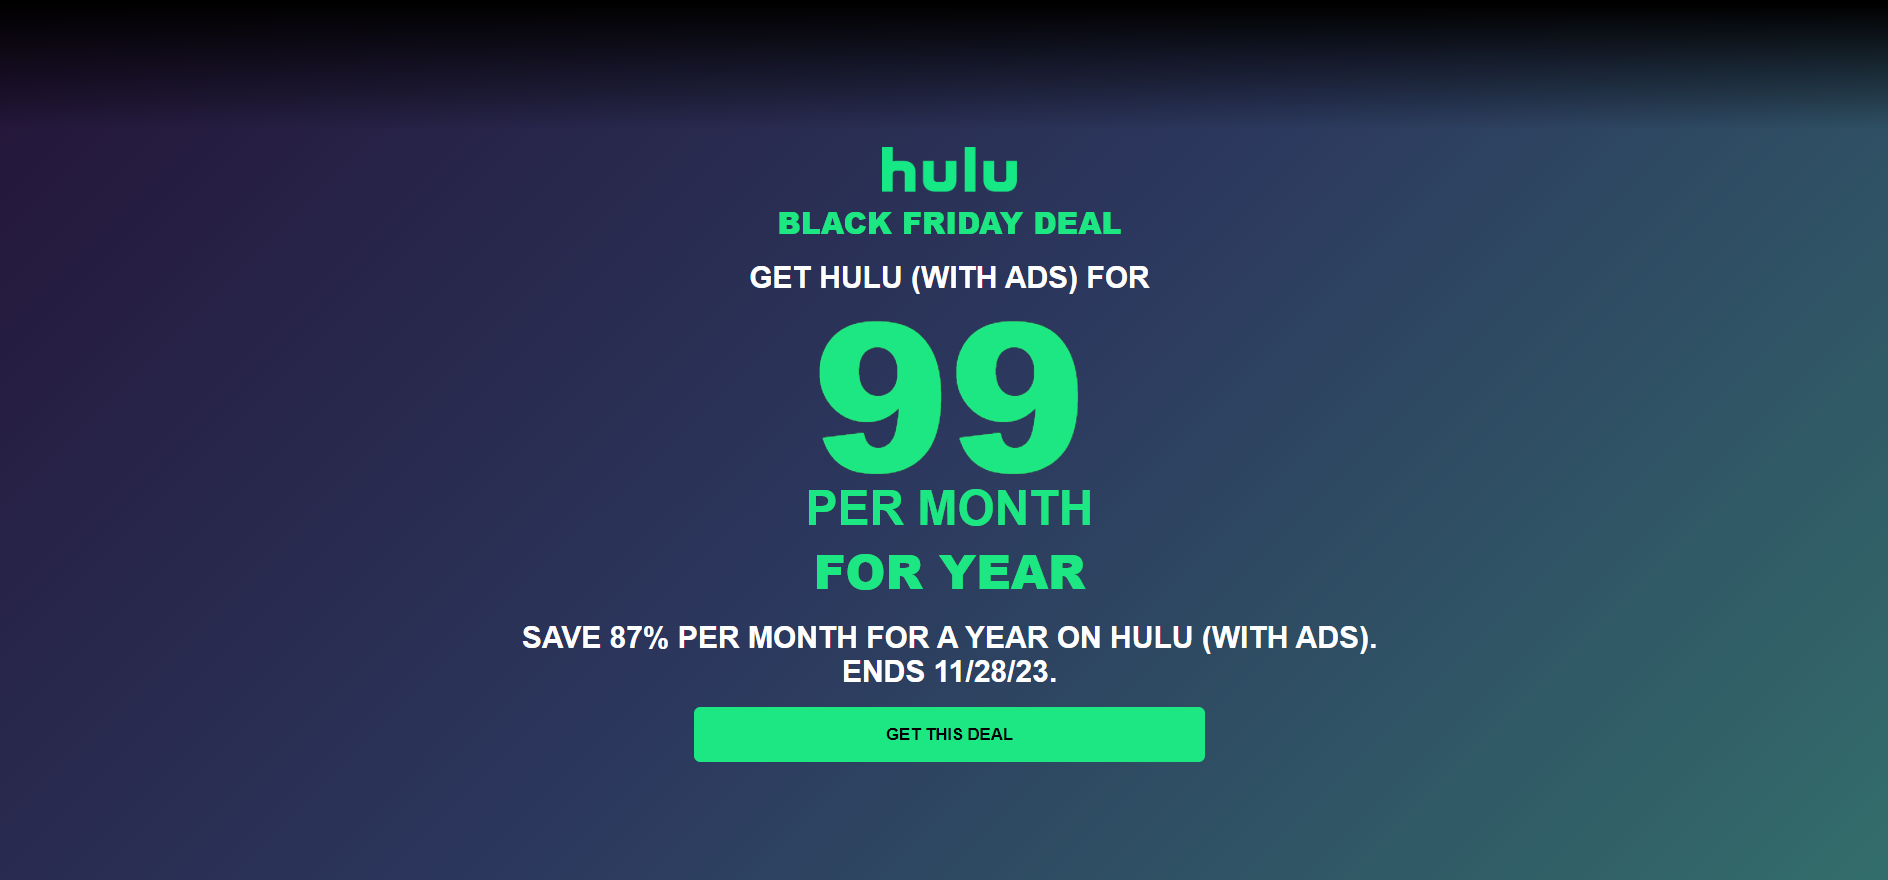 hulu
BLACK FRIDAY DEAL
GET HULU (WITH ADS) FOR
99
PER MONTH
FOR YEAR
SAVE 87% PER MONTH FOR A YEAR ON HULU (WITH ADS).
ENDS 11/28/23.
GET THIS DEAL